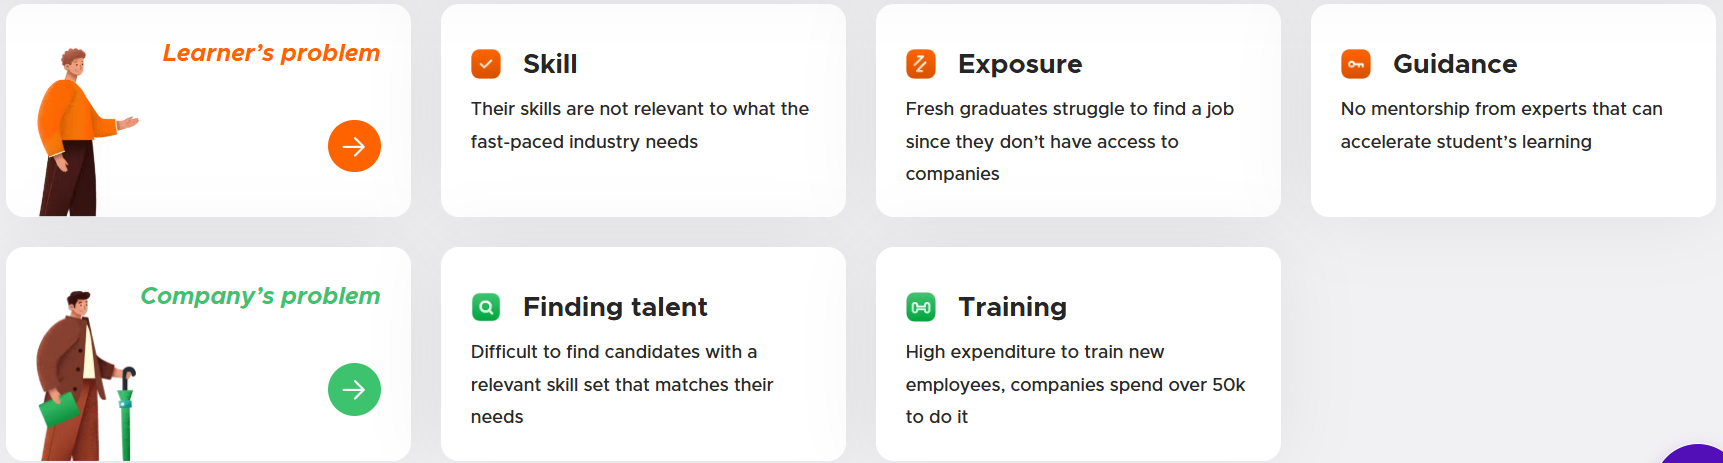 Learner’s problem
Skill
Their skills are not relevant to what the
fast-paced industry needs
Exposure
Fresh graduates struggle to find a job
since they don’t have access to
companies
Guidance
No mentorship from experts that can
accelerate student’s learning
Company’s problem
Finding talent
Difficult to find candidates with a
relevant skill set that matches their
needs
Training
High expenditure to train new
employees, companies spend over 50k
to do it